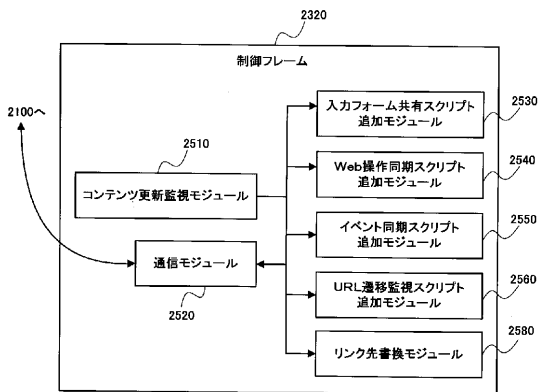 2320
制御フレーム
2100へ
2510
コンテンツ更新監視モジュール
通信モジュール
2520
入力フォーム共有スクリプト
追加モジュール
2530
Web操作同期スクリプト
追加モジュール
2540
イベント同期スクリプト
追加モジュール
2550
URL遷移監視スクリプト
追加モジュール
2560
リンク先書換モジュール
2580